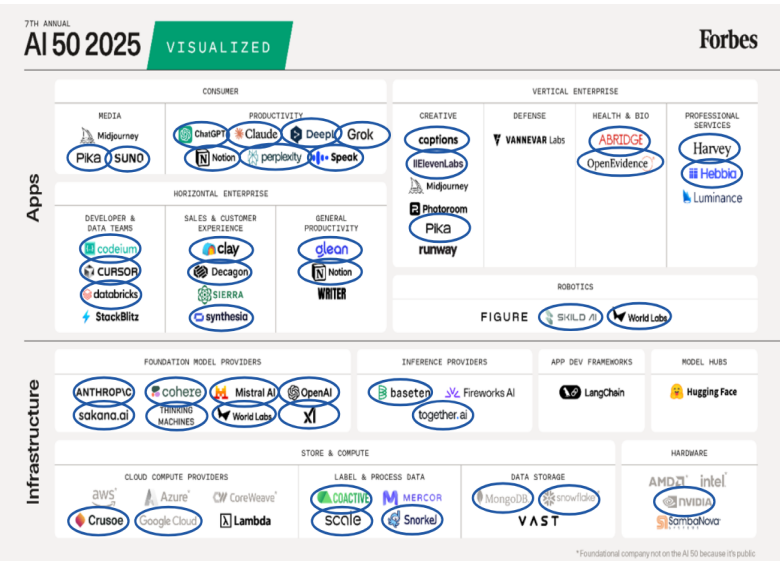 7TH ANNUAL
AI 50 2025
VISUALIZED
Forbes
Apps
CONSUMER
MEDIA
Midjourney
Pika SUNO
PRODUCTIVITY
ChatGPT Claude DeepL Grok
Notion perplexity Speak
HORIZONTAL ENTERPRISE
DEVELOPER &
DATA TEAMS
codeium
CURSOR
databricks
StackBlitz
SALES & CUSTOMER
EXPERIENCE
clay
Decagon
SIERRA
synthesia
GENERAL
PRODUCTIVITY
glean
Notion
WRITER
VERTICAL ENTERPRISE
CREATIVE
captions
IIElevenLabs
Midjourney
Photoroom
Pika
runway
DEFENSE
VANNEVAR Labs
HEALTH & BIO
ABRIDGE
OpenEvidence
PROFESSIONAL
SERVICES
Harvey
Hebbia
Luminance
ROBOTICS
FIGURE SKILD AI World Labs
Infrastructure
FOUNDATION MODEL PROVIDERS
ANTHROP\C cohere Mistral AI OpenAI
sakana.ai THINKING MACHINES World Labs xI
INFERENCE PROVIDERS
baseten Fireworks AI
together.ai
APP DEV FRAMEWORKS
LangChain
MODEL HUBS
Hugging Face
STORE & COMPUTE
CLOUD COMPUTE PROVIDERS
aws* Azure* CoreWeave*
Crusoe Google Cloud* Lambda
LABEL & PROCESS DATA
COACTIVE MERCOR
scale Snorkel
DATA STORAGE
MongoDB* snowflake*
VAST
HARDWARE
AMD* intel*
NVIDIA*
SambaNova
SYSTEMS
*Foundational company not on the AI 50 because it's public